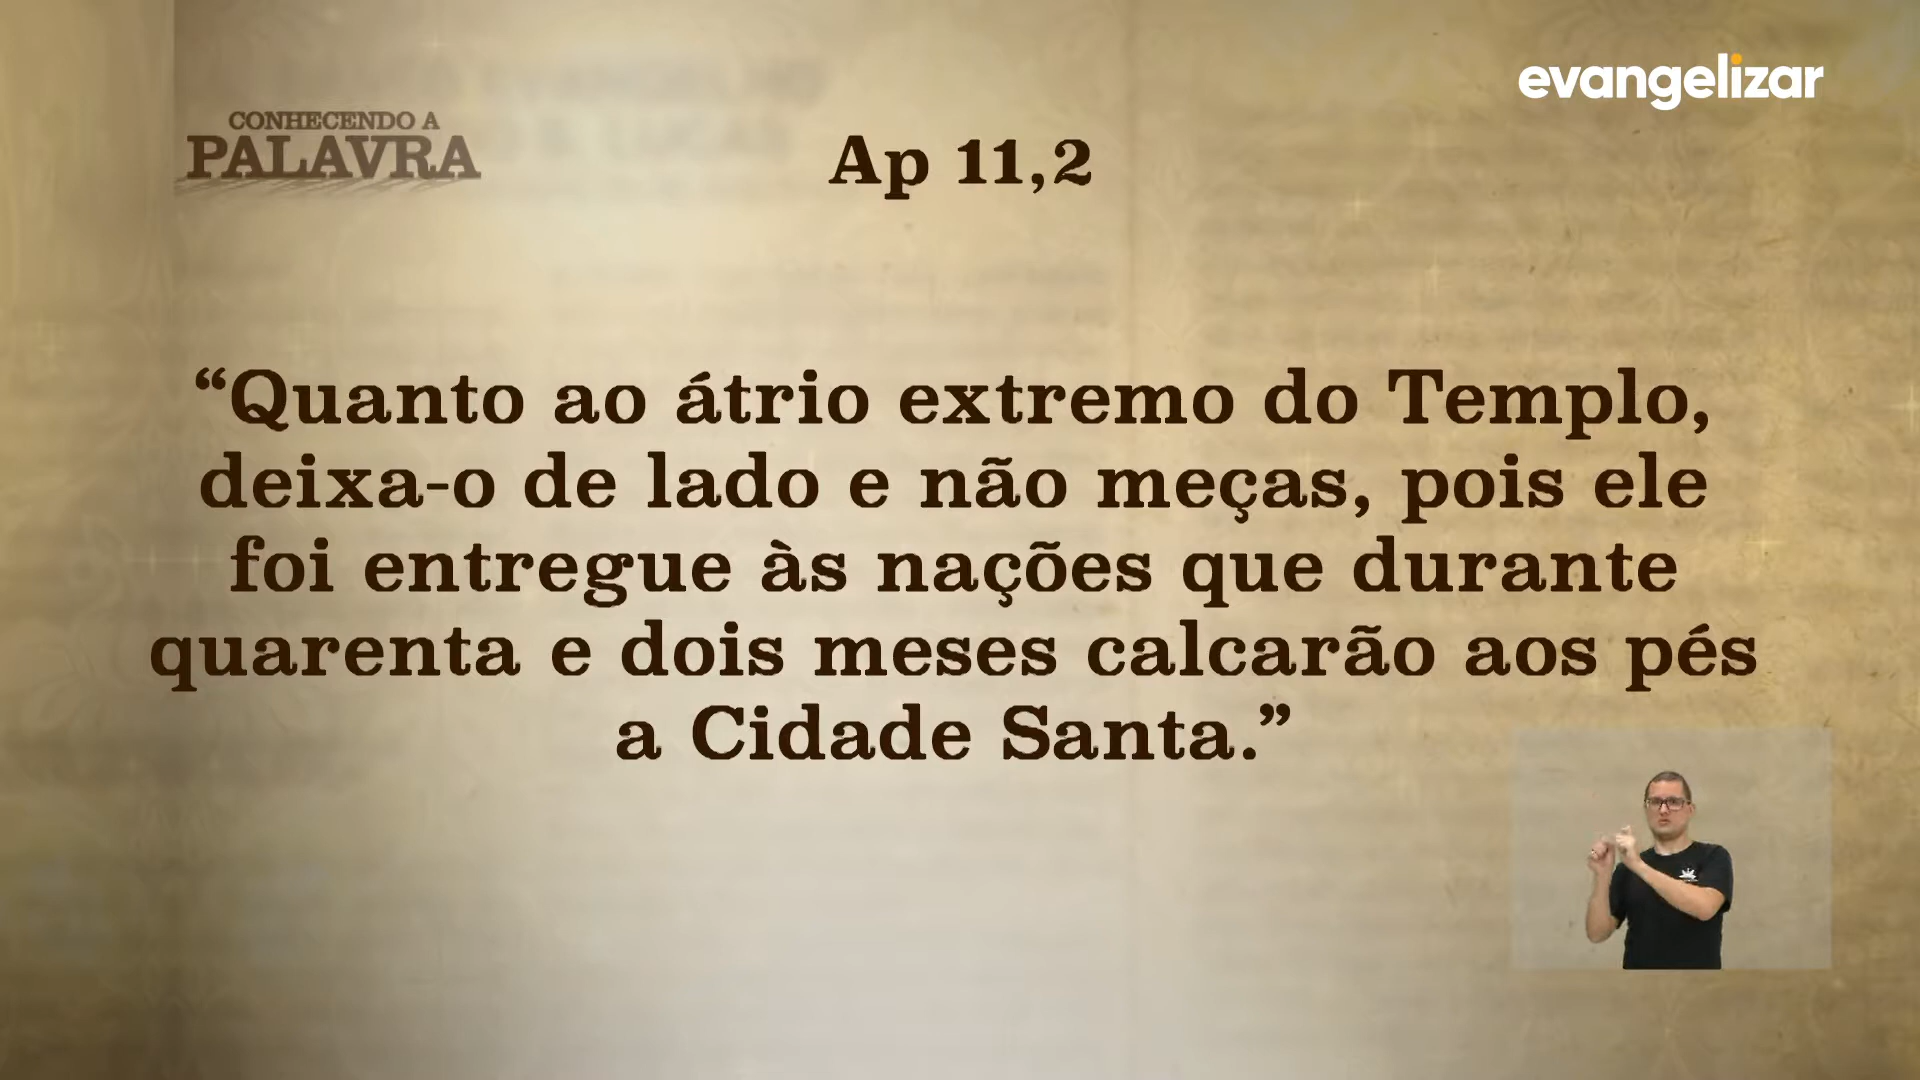 evangelizar
CONHECENDO A
PALAVRA
Ap 11,2
“Quanto ao átrio extremo do Templo,
deixa-o de lado e não meças, pois ele
foi entregue às nações que durante
quarenta e dois meses calcarão aos pés
a Cidade Santa.”